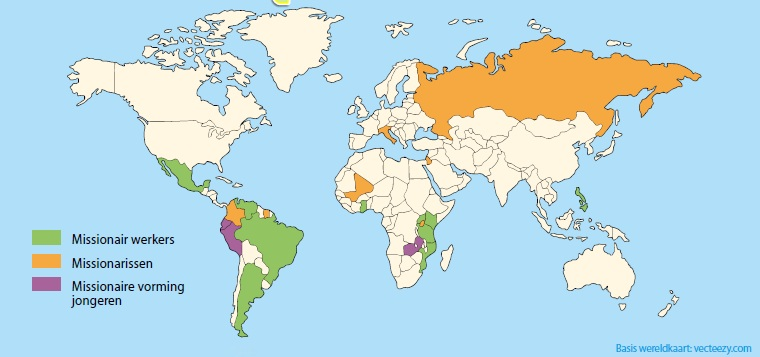 Missionair werkers
Missionarissen
Missionaire vorming
jongeren
Basis wereldkaart: vecteezy.com